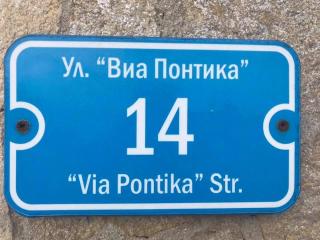 Ул. “Виа Понтика”
14
“Via Pontika” Str.